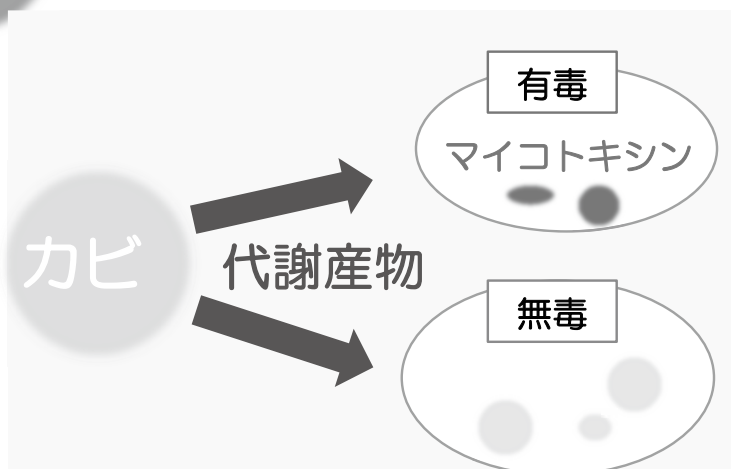 有毒
マイコトキシン
カビ
代謝産物
無毒